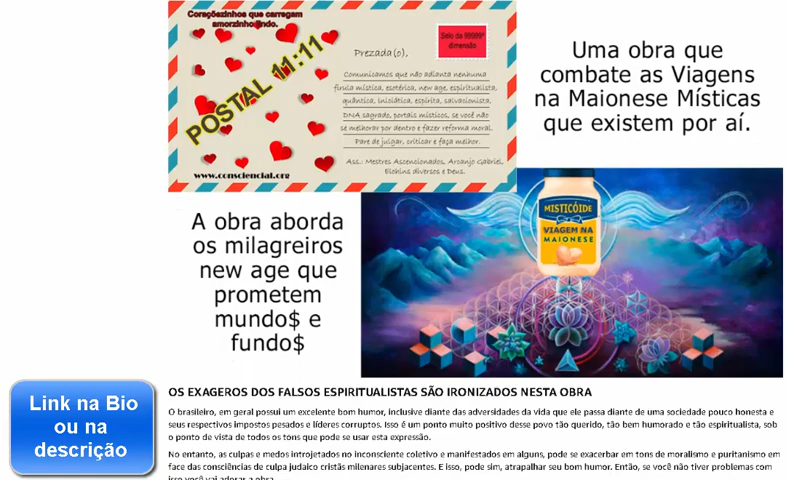 Coraçõezinhos que carregam
amorzinho lindo.
POSTAL 11:11
Selo da 99999ª
dimensão
Prezada(o),
Comunicamos que não adianta nenhuma
firula mística, esotérica, new age, espiritualista,
quântica, iniciática, espírita, salvacionista,
DNA sagrado, portais místicos, se você não
se melhorar por dentro e fazer reforma moral.
Pare de julgar, criticar e faça melhor.
Ass.: Mestres Ascencionados, Arcanjo Gabriel,
Elohins diversos e Deus.
www.consciencial.org
Uma obra que
combate as Viagens
na Maionese Místicas
que existem por aí.
A obra aborda
os milagreiros
new age que
prometem
mundo$ e
fundo$
MISTICÓIDE
VIAGEM NA
MAIONESE
Link na Bio
ou na
descrição
OS EXAGEROS DOS FALSOS ESPIRITUALISTAS SÃO IRONIZADOS NESTA OBRA
O brasileiro, em geral possui um excelente bom humor, inclusive diante das adversidades da vida que ele passa diante de uma sociedade pouco honesta e
seus respectivos impostos pesados e líderes corruptos. Isso é um ponto muito positivo desse povo tão querido, tão bem humorado e tão espiritualista, sob
o ponto de vista de todos os tons que pode se usar esta expressão.
No entanto, as culpas e medos introjetados no inconsciente coletivo e manifestados em alguns, pode se exacerbar em tons de moralismo e puritanismo em
face das consciências de culpa judaico cristãs milenares subjacentes. E isso, pode sim, atrapalhar seu bom humor. Então, se você não tiver problemas com
isso você vai adorar a obra.